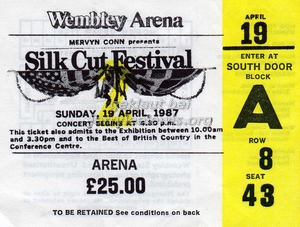 Wembley Arena
MERVYN CONN presents
Silk Cut Festival
SUNDAY, 19 APRIL, 1987
CONCERT BEGINS AT 4.30 p.m.
This ticket also admits to the Exhibition between 10.00am
and 3.30pm and to the Best of British Country in the
Conference Centre.
ARENA
£25.00
TO BE RETAINED See conditions on back
APRIL
19
ENTER AT
SOUTH DOOR
BLOCK
A
ROW
8
SEAT
43